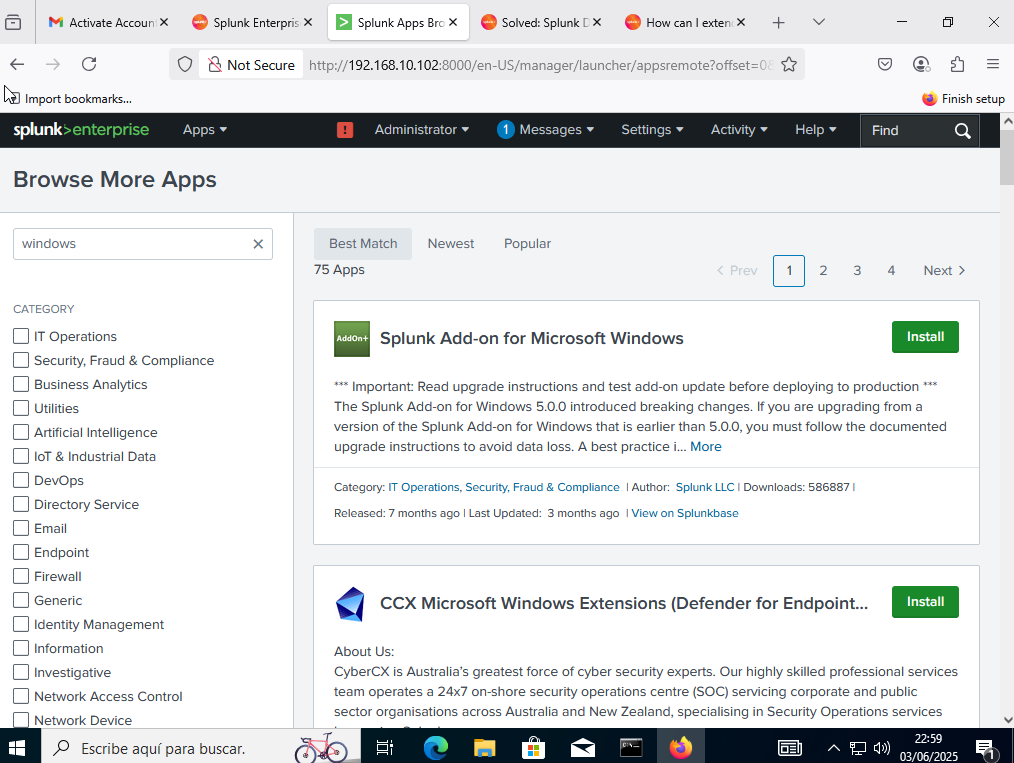 Activate Account
Splunk Enterpris
Splunk Apps Bro
Solved: Splunk D
How can I exten
Not Secure
http://192.168.10.102:8000/en-US/manager/launcher/appsremote?offset=0
Import bookmarks...
Finish setup
splunk>enterprise
Apps
!
Administrator
1 Messages
Settings
Activity
Help
Find
Browse More Apps
windows
CATEGORY
IT Operations
Security, Fraud & Compliance
Business Analytics
Utilities
Artificial Intelligence
IoT & Industrial Data
DevOps
Directory Service
Email
Endpoint
Firewall
Generic
Identity Management
Information
Investigative
Network Access Control
Network Device
Best Match
Newest
Popular
75 Apps
Prev
1
2
3
4
Next
AddOn+
Splunk Add-on for Microsoft Windows
Install
*** Important: Read upgrade instructions and test add-on update before deploying to production ***
The Splunk Add-on for Windows 5.0.0 introduced breaking changes. If you are upgrading from a
version of the Splunk Add-on for Windows that is earlier than 5.0.0, you must follow the documented
upgrade instructions to avoid data loss. A best practice i... More
Category: IT Operations, Security, Fraud & Compliance | Author: Splunk LLC | Downloads: 586887 |
Released: 7 months ago | Last Updated: 3 months ago | View on Splunkbase
CCX Microsoft Windows Extensions (Defender for Endpoint...
Install
About Us:
CyberCX is Australia's greatest force of cyber security experts. Our highly skilled professional services
team operates a 24x7 on-shore security operations centre (SOC) servicing corporate and public
sector organisations across Australia and New Zealand, specialising in Security Operations services
Escribe aquí para buscar.
22:59
03/06/2025
1